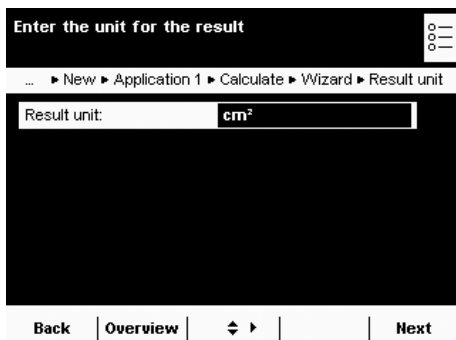 Enter the unit for the result
... ▸ New ▸ Application 1 ▸ Calculate ▸ Wizard ▸ Result unit
Result unit: cm²
Back Overview Next